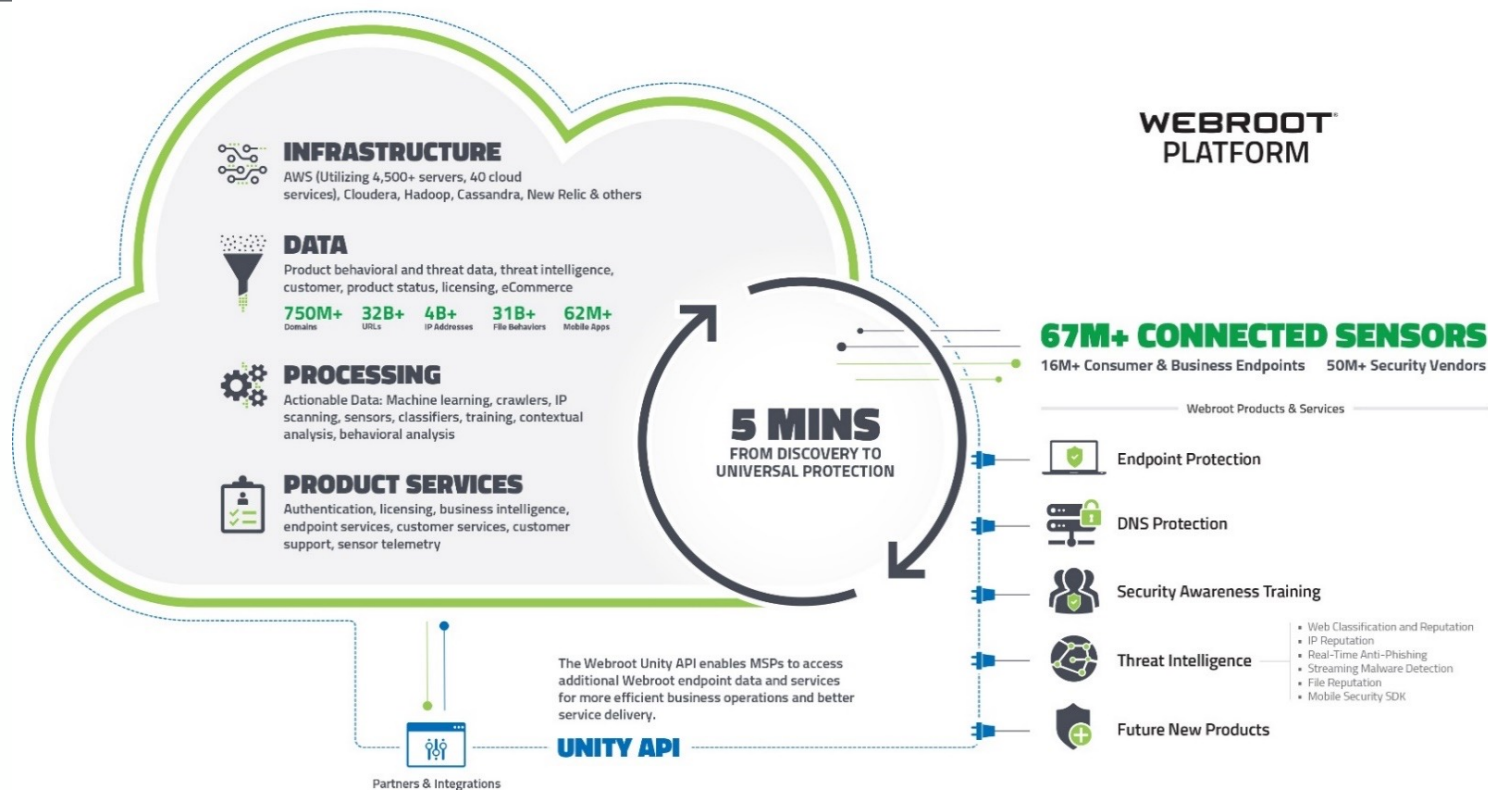 WEBROOT®
PLATFORM
INFRASTRUCTURE
AWS (Utilizing 4,500+ servers, 40 cloud
services), Cloudera, Hadoop, Cassandra, New Relic & others
DATA
Product behavioral and threat data, threat intelligence,
customer, product status, licensing, eCommerce
750M+ 32B+ 4B+ 31B+ 62M+
Domains URLs IP Addresses File Behaviors Mobile Apps
PROCESSING
Actionable Data: Machine learning, crawlers, IP
scanning, sensors, classifiers, training, contextual
analysis, behavioral analysis
PRODUCT SERVICES
Authentication, licensing, business intelligence,
endpoint services, customer services, customer
support, sensor telemetry
5 MINS
FROM DISCOVERY TO
UNIVERSAL PROTECTION
67M+ CONNECTED SENSORS
16M+ Consumer & Business Endpoints 50M+ Security Vendors
Webroot Products & Services
Endpoint Protection
DNS Protection
Security Awareness Training
Threat Intelligence
▪ Web Classification and Reputation
▪ IP Reputation
▪ Real-Time Anti-Phishing
▪ Streaming Malware Detection
▪ File Reputation
▪ Mobile Security SDK
Future New Products
The Webroot Unity API enables MSPs to access
additional Webroot endpoint data and services
for more efficient business operations and better
service delivery.
UNITY API
Partners & Integrations